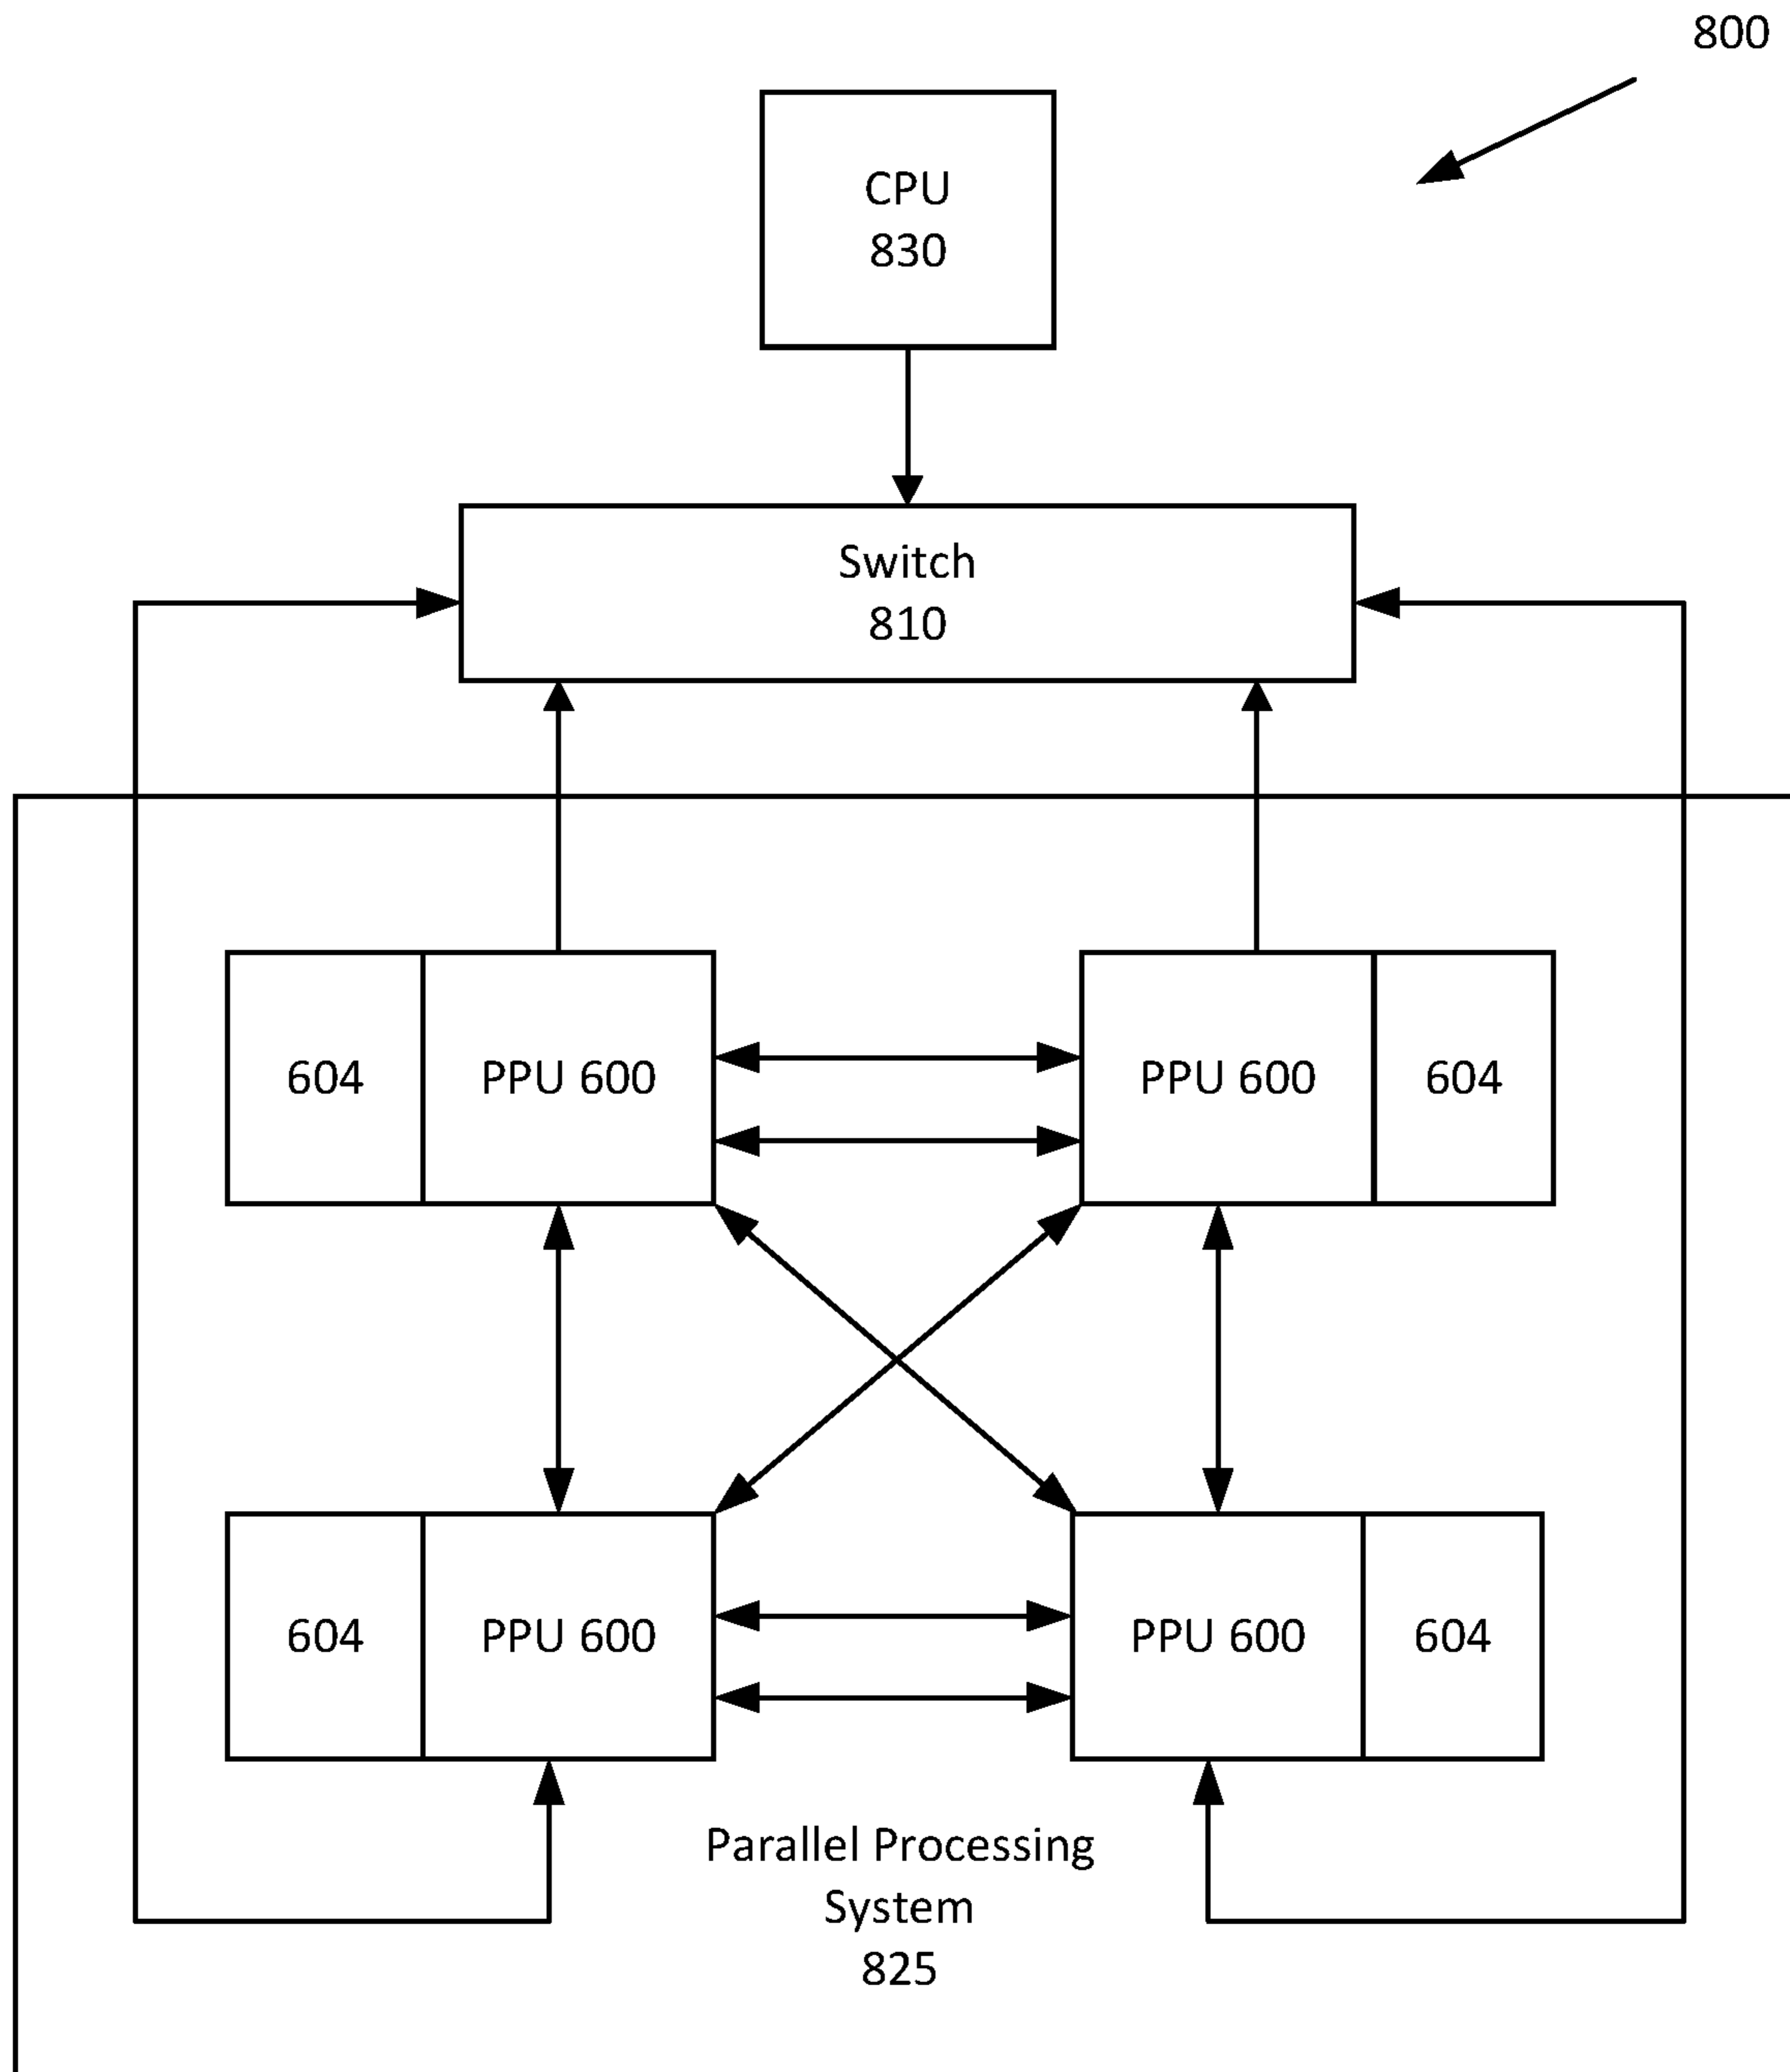 800
CPU
830
Switch
810
604 PPU 600 PPU 600 604
604 PPU 600 PPU 600 604
Parallel Processing
System
825